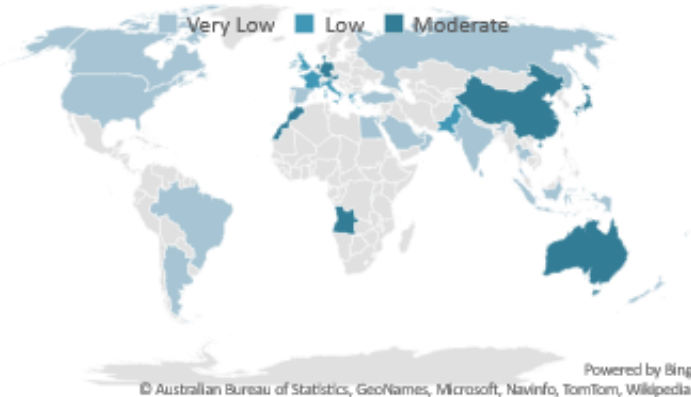 Very Low Low Moderate
Powered by Bing
© Australian Bureau of Statistics, GeoNames, Microsoft, Navinfo, TomTom, Wikipedia